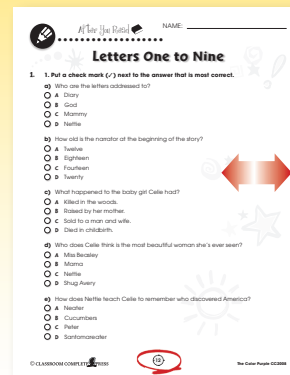 After You Read
NAME:
Letters One to Nine
1. 1. Put a check mark (✓) next to the answer that is most correct.
a) Who are the letters addressed to?
A Diary
B God
C Mommy
D Nettie
b) How old is the narrator at the beginning of the story?
A Twelve
B Eighteen
C Fourteen
D Twenty
c) What happened to the baby girl Celie had?
A Killed in the woods.
B Raised by her mother.
C Sold to a man and wife.
D Died in childbirth.
d) Who does Celie think is the most beautiful woman she's ever seen?
A Miss Beasley
B Mama
C Nettie
D Shug Avery
e) How does Nettie teach Celie to remember who discovered America?
A Neater
B Cucumbers
C Peter
D Santomareater
© CLASSROOM COMPLETE PRESS
12
The Color Purple CC2506